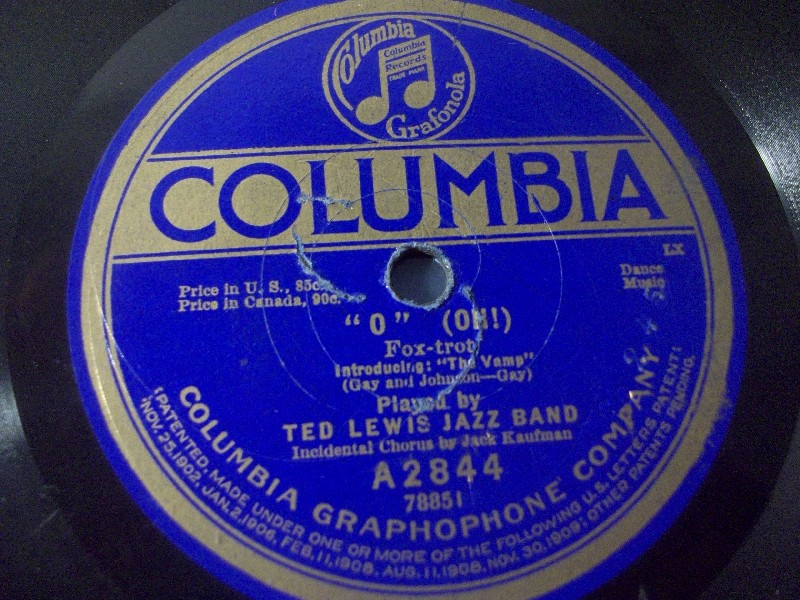 Columbia
Columbia
Records
TRADE MARK
Grafonola
COLUMBIA
LX
Price in U. S., 85c.
Price in Canada, 90c.
Dance
Music
"O" (OH!)
Fox-trot
Introducing: "The Vamp"
(Gay and Johnson—Gay)
Played by
TED LEWIS JAZZ BAND
Incidental Chorus by Jack Kaufman
A2844
78851
COLUMBIA GRAPHOPHONE COMPANY
PATENTED, MADE UNDER ONE OR MORE OF THE FOLLOWING U.S. LETTERS PATENT:
NOV. 25, 1902, JAN. 2, 1906, FEB. 11, 1908, AUG. 11, 1908, NOV. 30, 1909; OTHER PATENTS PENDING.